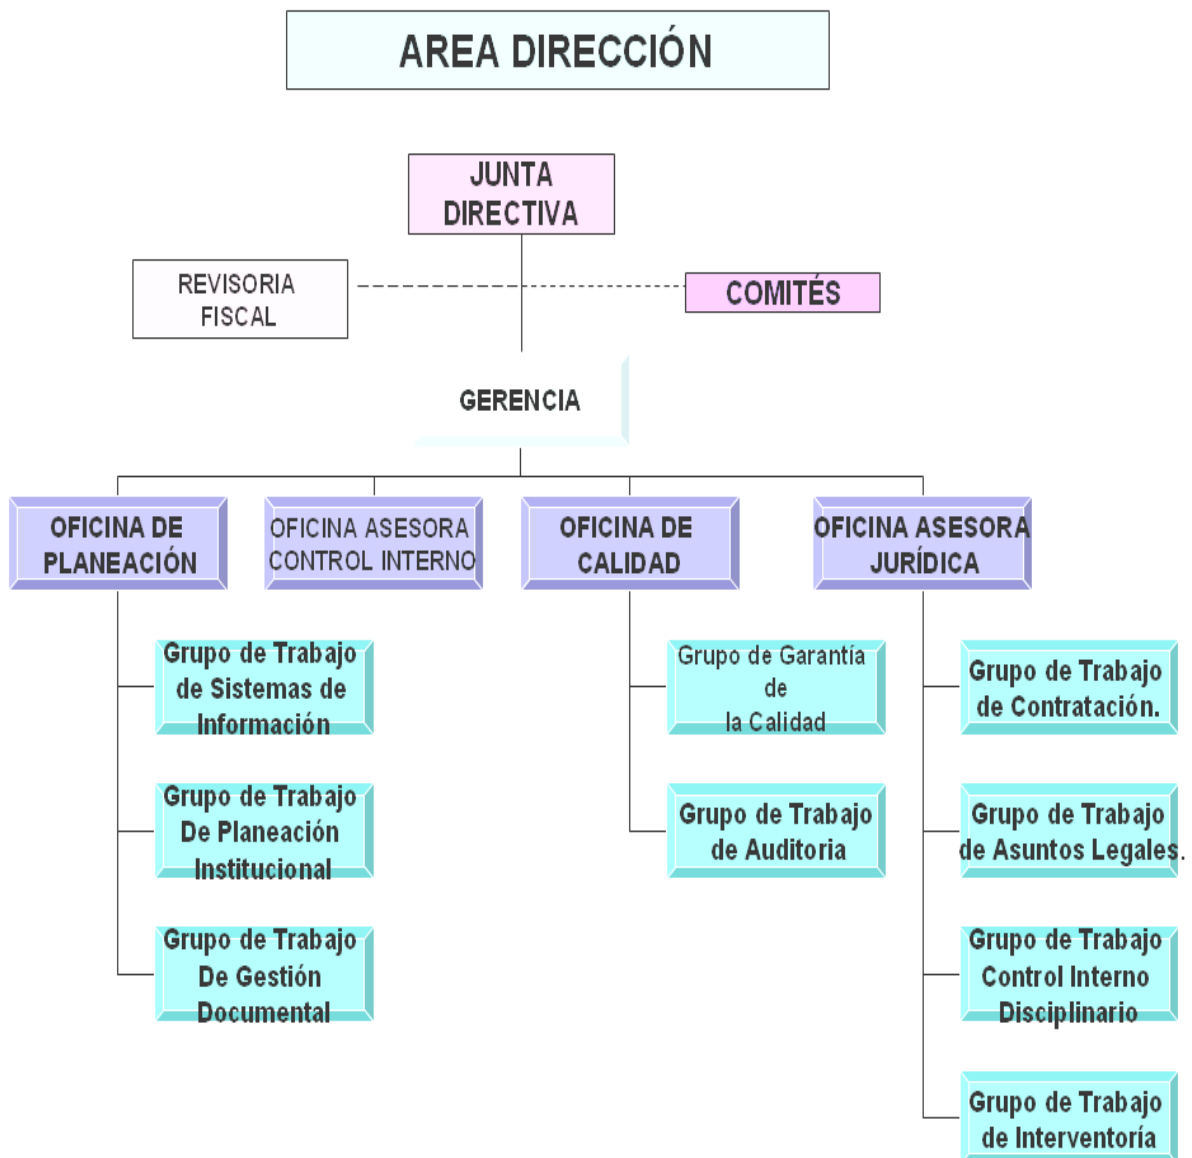 AREA DIRECCIÓN
JUNTA
DIRECTIVA
REVISORIA
FISCAL
COMITÉS
GERENCIA
OFICINA DE
PLANEACIÓN
OFICINA ASESORA
CONTROL INTERNO
OFICINA DE
CALIDAD
OFICINA ASESORA
JURÍDICA
Grupo de Trabajo
de Sistemas de
Información
Grupo de Trabajo
De Planeación
Institucional
Grupo de Trabajo
De Gestión
Documental
Grupo de Garantía
de
la Calidad
Grupo de Trabajo
de Auditoria
Grupo de Trabajo
de Contratación.
Grupo de Trabajo
de Asuntos Legales.
Grupo de Trabajo
Control Interno
Disciplinario
Grupo de Trabajo
de Interventoría